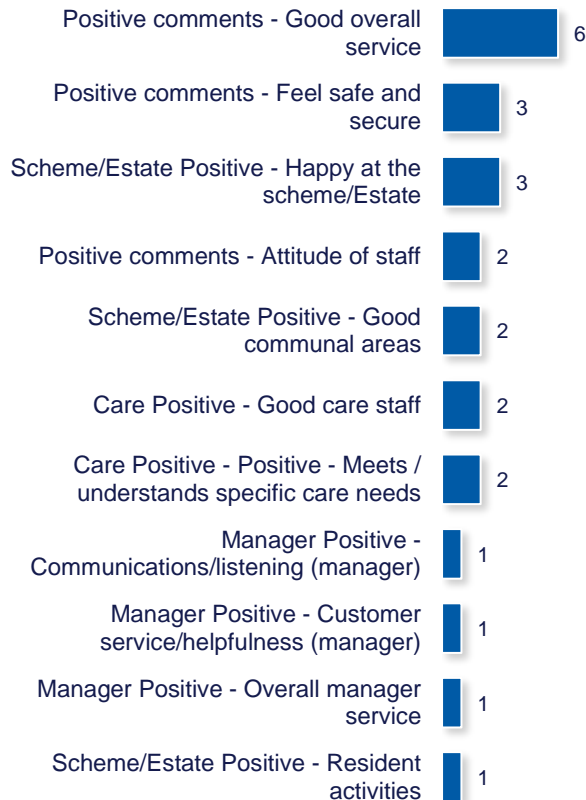 Positive comments - Good overall
service
6
Positive comments - Feel safe and
secure
3
Scheme/Estate Positive - Happy at the
scheme/Estate
3
Positive comments - Attitude of staff
2
Scheme/Estate Positive - Good
communal areas
2
Care Positive - Good care staff
2
Care Positive - Positive - Meets /
understands specific care needs
2
Manager Positive -
Communications/listening (manager)
1
Manager Positive - Customer
service/helpfulness (manager)
1
Manager Positive - Overall manager
service
1
Scheme/Estate Positive - Resident
activities
1